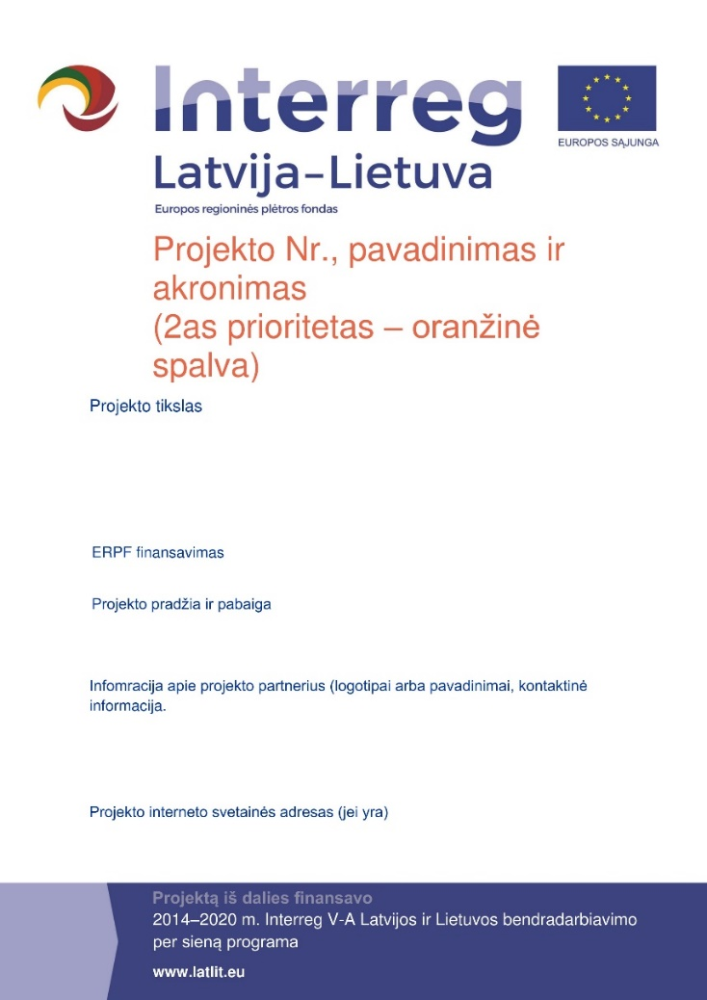 Interreg
Latvija–Lietuva
Europos regioninės plėtros fondas
EUROPOS SĄJUNGA
Projekto Nr., pavadinimas ir
akronimas
(2as prioritetas – oranžinė
spalva)
Projekto tikslas
ERPF finansavimas
Projekto pradžia ir pabaiga
Infomracija apie projekto partnerius (logotipai arba pavadinimai, kontaktinė
informacija.
Projekto interneto svetainės adresas (jei yra)
Projektą iš dalies finansavo
2014–2020 m. Interreg V-A Latvijos ir Lietuvos bendradarbiavimo
per sieną programa
www.latlit.eu